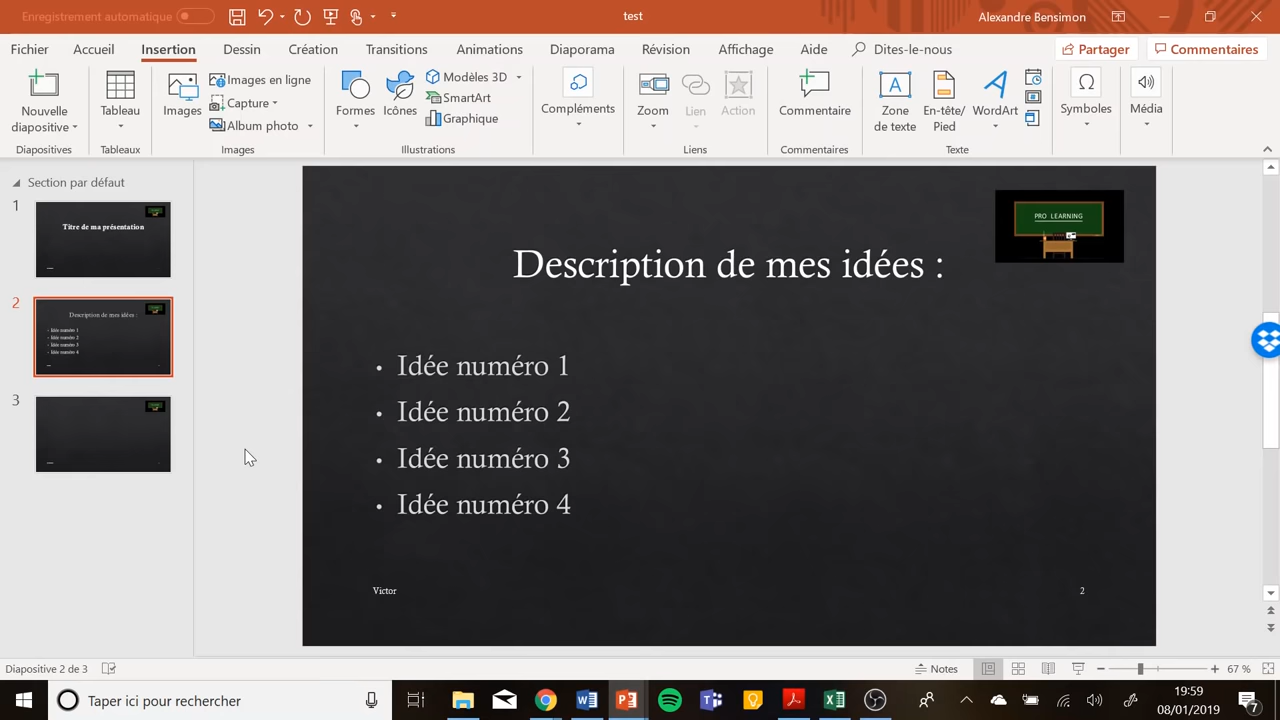 Enregistrement automatique
test
Alexandre Bensimon
Fichier
Accueil
Insertion
Dessin
Création
Transitions
Animations
Diaporama
Révision
Affichage
Aide
Dites-le-nous
Partager
Commentaires
Nouvelle
diapositive
Diapositives
Tableau
Tableaux
Images
Images en ligne
Capture
Album photo
Images
Formes
Icônes
Modèles 3D
SmartArt
Graphique
Illustrations
Compléments
Zoom
Lien
Action
Liens
Commentaire
Commentaires
Zone
de texte
En-tête/
Pied
WordArt
Texte
Symboles
Média
Section par défaut
1
Titre de ma présentation
2
Description de mes idées :
Idée numéro 1
Idée numéro 2
Idée numéro 3
Idée numéro 4
3
PRO LEARNING
Description de mes idées :
• Idée numéro 1
• Idée numéro 2
• Idée numéro 3
• Idée numéro 4
Victor
2
Diapositive 2 de 3
Notes
67 %
Taper ici pour rechercher
19:59
08/01/2019
7